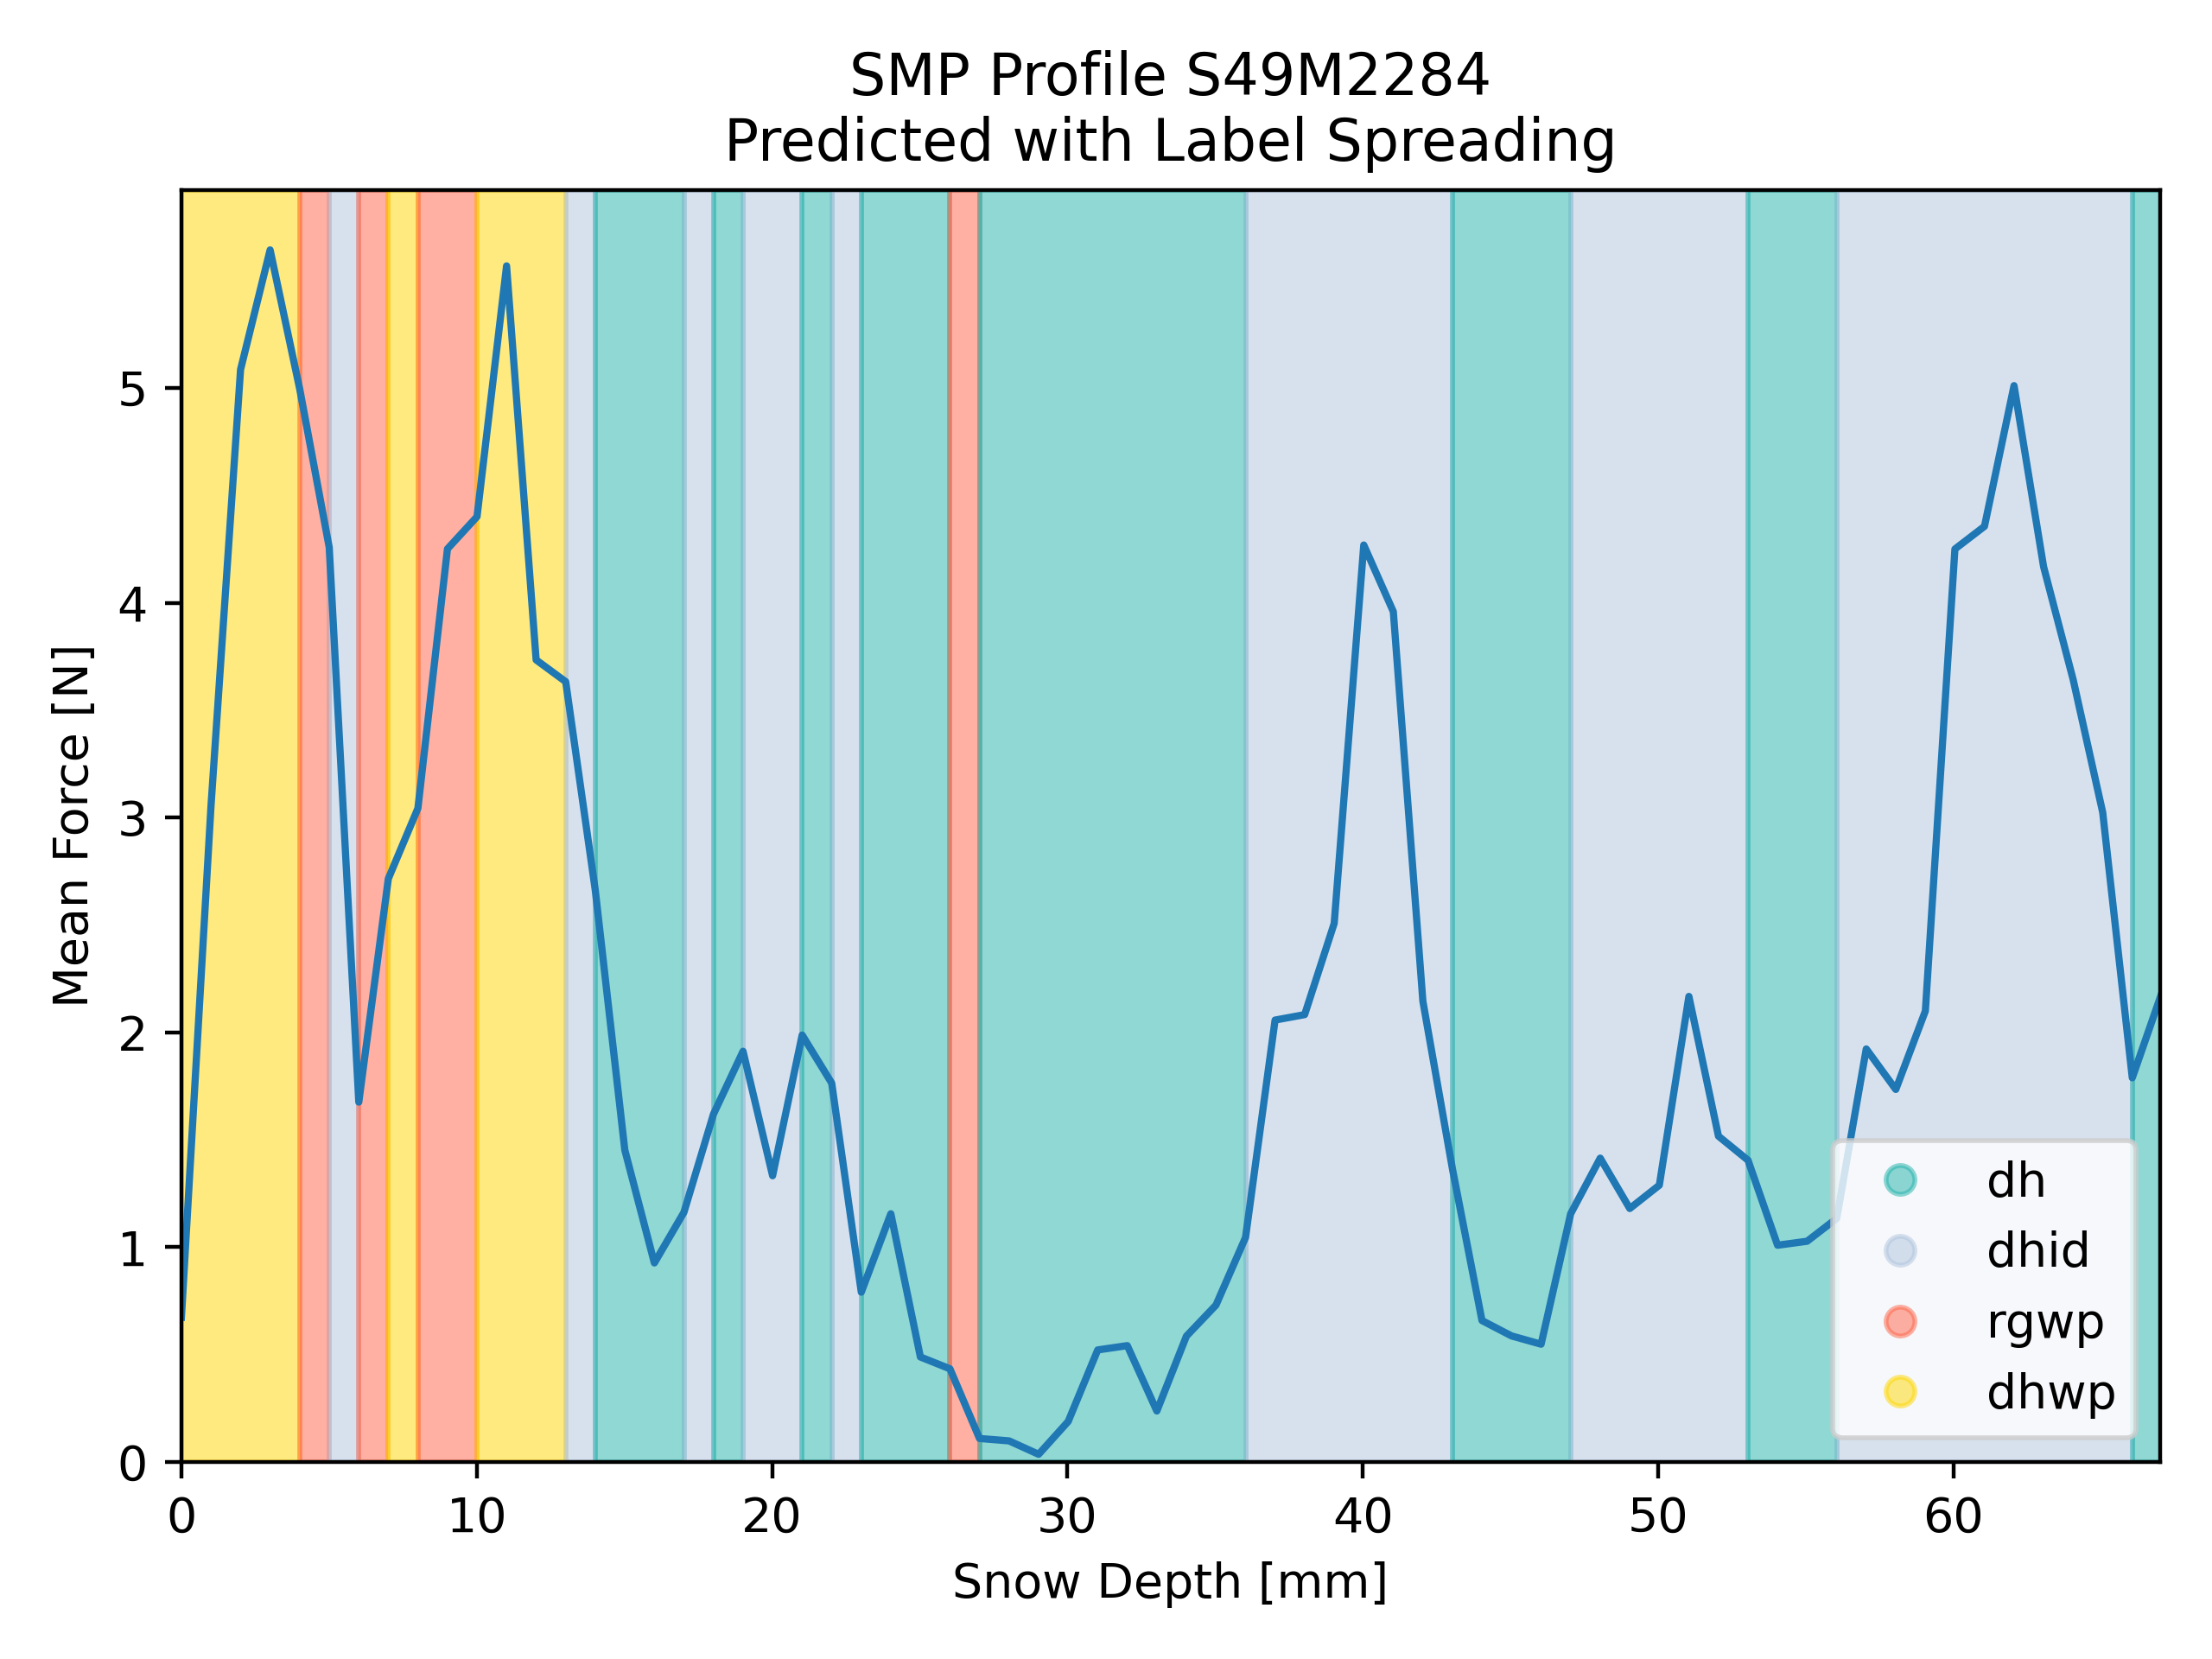 SMP Profile S49M2284
Predicted with Label Spreading
Mean Force [N]
5
4
3
2
1
0
0 10 20 30 40 50 60
Snow Depth [mm]
dh
dhid
rgwp
dhwp